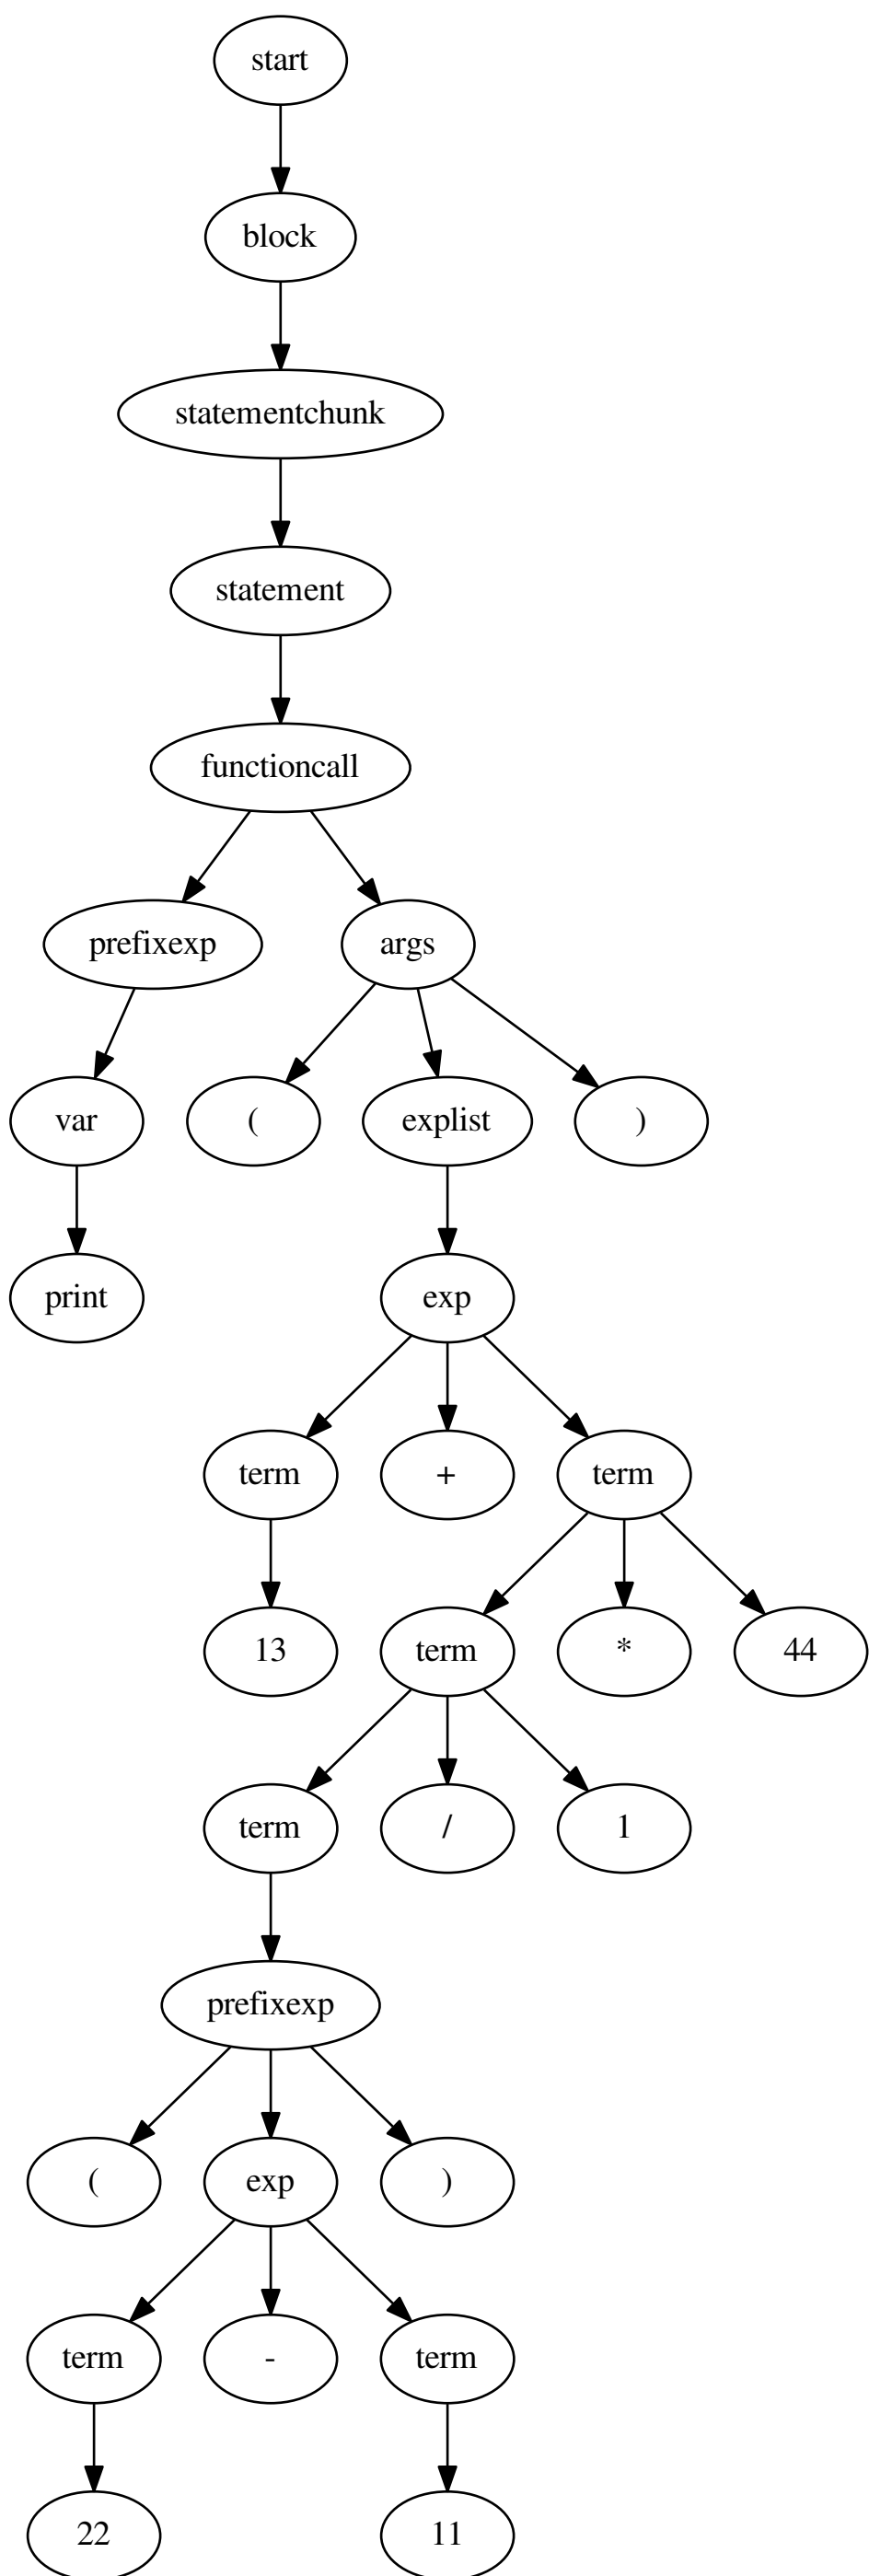 start
block
statementchunk
statement
functioncall
prefixexp args
var ( explist )
print exp
term + term
13 term * 44
term / 1
prefixexp
( exp )
term - term
22 11